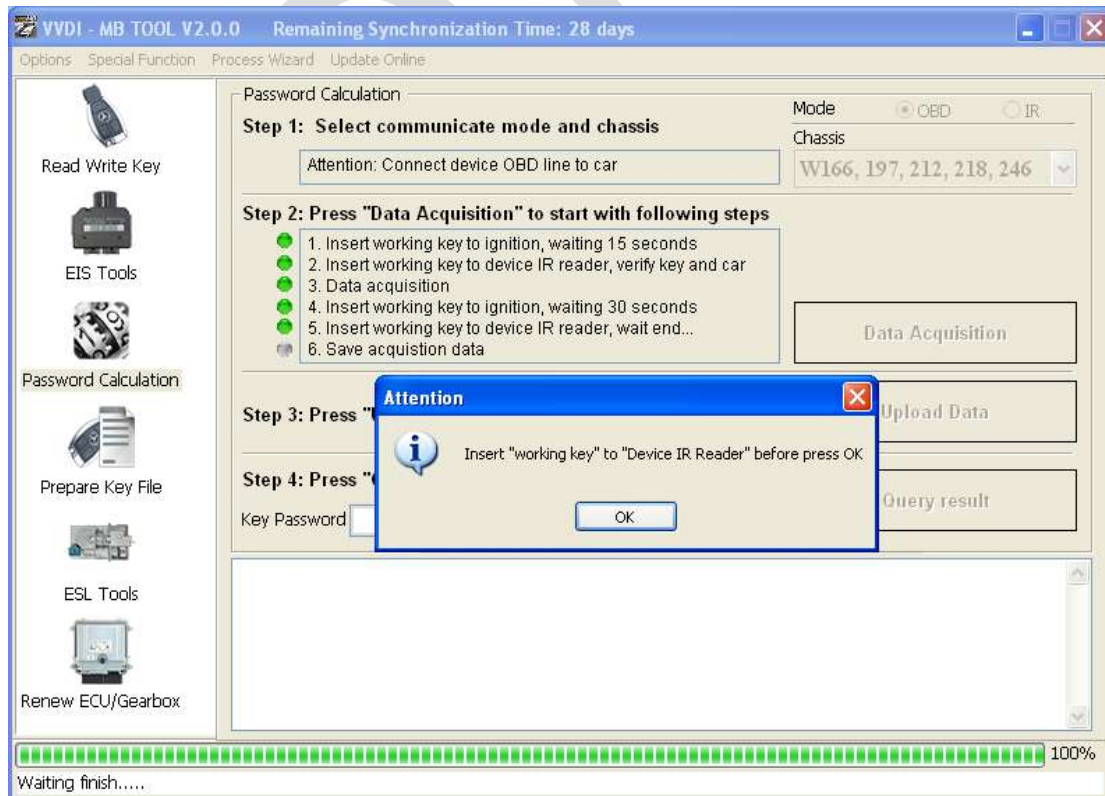 VVDI - MB TOOL V2.0.0 Remaining Synchronization Time: 28 days
Options Special Function Process Wizard Update Online
Read Write Key
EIS Tools
Password Calculation
Prepare Key File
ESL Tools
Renew ECU/Gearbox
Password Calculation
Step 1: Select communicate mode and chassis
Attention: Connect device OBD line to car
Mode OBD IR
Chassis
W166, 197, 212, 218, 246
Step 2: Press "Data Acquisition" to start with following steps
1. Insert working key to ignition, waiting 15 seconds
2. Insert working key to device IR reader, verify key and car
3. Data acquisition
4. Insert working key to ignition, waiting 30 seconds
5. Insert working key to device IR reader, wait end...
6. Save acquistion data
Data Acquisition
Step 3: Press "
Upload Data
Step 4: Press "
Key Password
Query result
Attention
Insert "working key" to "Device IR Reader" before press OK
OK
100%
Waiting finish.....